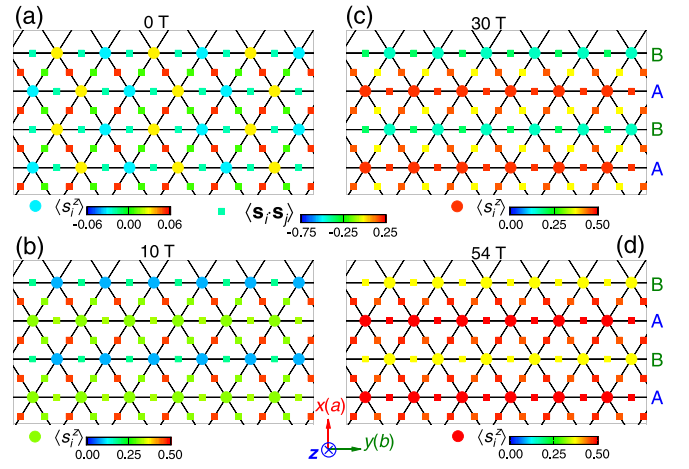 (a) 0 T
(c) 30 T
B
A
B
A
⟨s_i^z⟩ -0.06 0.00 0.06
⟨s_i·s_j⟩ -0.75 -0.25 0.25
⟨s_i^z⟩ 0.00 0.25 0.50
(b) 10 T
54 T (d)
B
A
B
A
⟨s_i^z⟩ 0.00 0.25 0.50
x(a)
z y(b)
⟨s_i^z⟩ 0.00 0.25 0.50